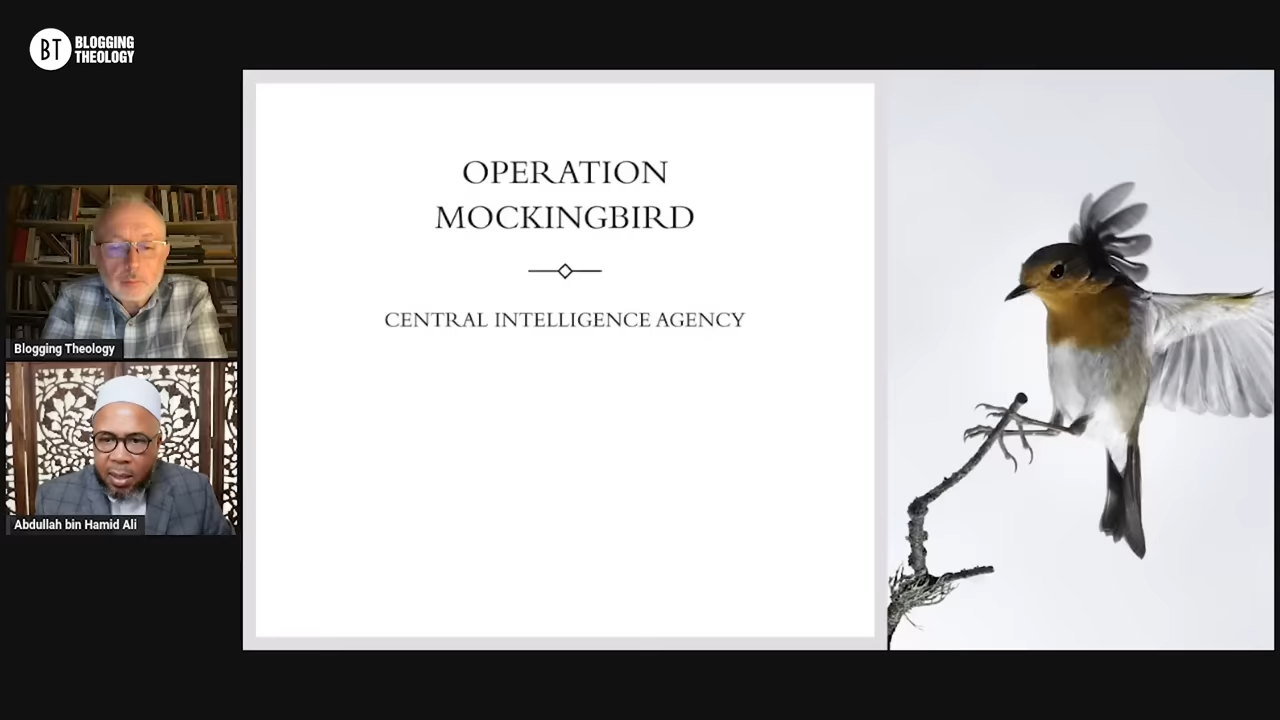 BT BLOGGING
THEOLOGY
OPERATION
MOCKINGBIRD
CENTRAL INTELLIGENCE AGENCY
Blogging Theology
Abdullah bin Hamid Ali